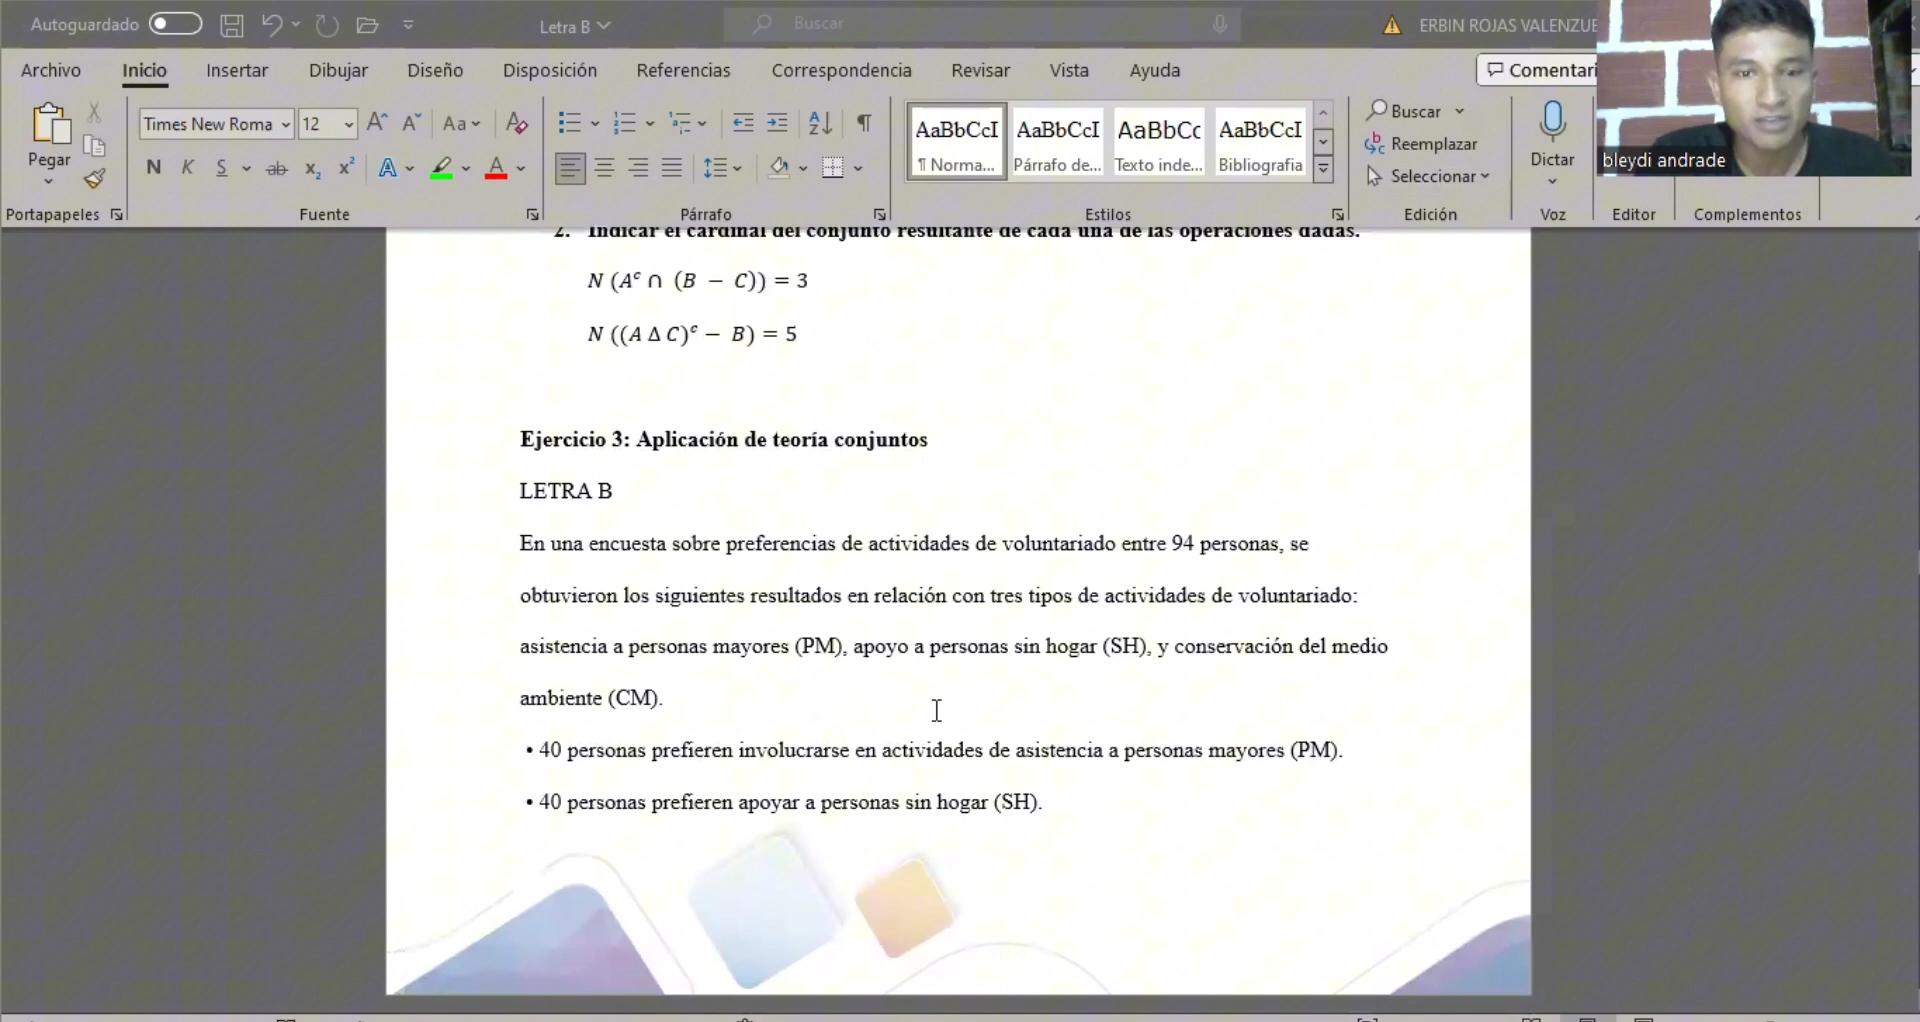 Autoguardado
Letra B
Buscar
ERBIN ROJAS VALENZUE
Archivo
Inicio
Insertar
Dibujar
Diseño
Disposición
Referencias
Correspondencia
Revisar
Vista
Ayuda
Comentari
Pegar
Times New Roma
12
Aa
N K S ab x₂ x² A A
AaBbCcI
¶ Norma...
AaBbCcI
Párrafo de...
AaBbCc
Texto inde...
AaBbCcI
Bibliografia
Buscar
Reemplazar
Seleccionar
Dictar
bleydi andrade
Portapapeles
Fuente
Párrafo
Estilos
Edición
Voz
Editor
Complementos
2. Indicar el cardinal del conjunto resultante de cada una de las operaciones dadas.
N (Aᶜ ∩ (B − C)) = 3
N ((A Δ C)ᶜ − B) = 5
Ejercicio 3: Aplicación de teoría conjuntos
LETRA B
En una encuesta sobre preferencias de actividades de voluntariado entre 94 personas, se
obtuvieron los siguientes resultados en relación con tres tipos de actividades de voluntariado:
asistencia a personas mayores (PM), apoyo a personas sin hogar (SH), y conservación del medio
ambiente (CM).
• 40 personas prefieren involucrarse en actividades de asistencia a personas mayores (PM).
• 40 personas prefieren apoyar a personas sin hogar (SH).